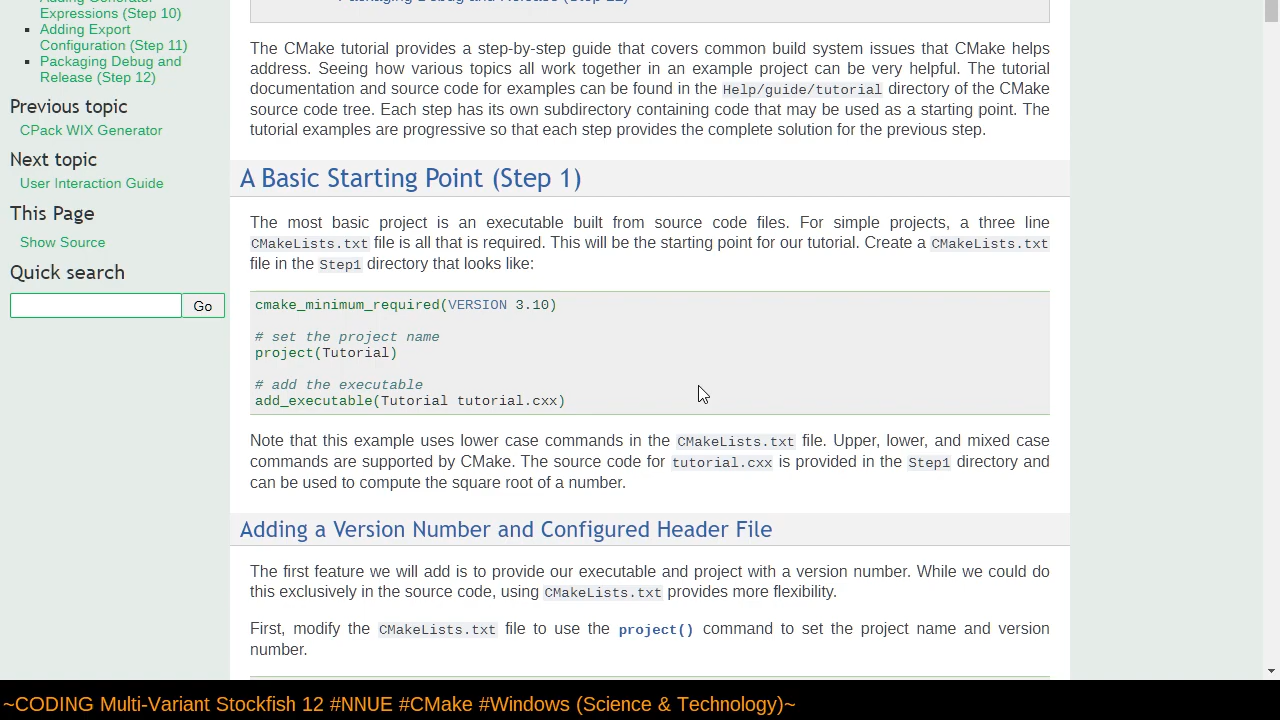 Adding Generator
Expressions (Step 10)
Adding Export
Configuration (Step 11)
Packaging Debug and
Release (Step 12)
Previous topic
CPack WIX Generator
Next topic
User Interaction Guide
This Page
Show Source
Quick search
Go
Packaging Debug and Release (Step 12)
The CMake tutorial provides a step-by-step guide that covers common build system issues that CMake helps
address. Seeing how various topics all work together in an example project can be very helpful. The tutorial
documentation and source code for examples can be found in the Help/guide/tutorial directory of the CMake
source code tree. Each step has its own subdirectory containing code that may be used as a starting point. The
tutorial examples are progressive so that each step provides the complete solution for the previous step.
A Basic Starting Point (Step 1)
The most basic project is an executable built from source code files. For simple projects, a three line
CMakeLists.txt file is all that is required. This will be the starting point for our tutorial. Create a CMakeLists.txt
file in the Step1 directory that looks like:
cmake_minimum_required(VERSION 3.10)
# set the project name
project(Tutorial)
# add the executable
add_executable(Tutorial tutorial.cxx)
Note that this example uses lower case commands in the CMakeLists.txt file. Upper, lower, and mixed case
commands are supported by CMake. The source code for tutorial.cxx is provided in the Step1 directory and
can be used to compute the square root of a number.
Adding a Version Number and Configured Header File
The first feature we will add is to provide our executable and project with a version number. While we could do
this exclusively in the source code, using CMakeLists.txt provides more flexibility.
First, modify the CMakeLists.txt file to use the project() command to set the project name and version
number.
~CODING Multi-Variant Stockfish 12 #NNUE #CMake #Windows (Science & Technology)~